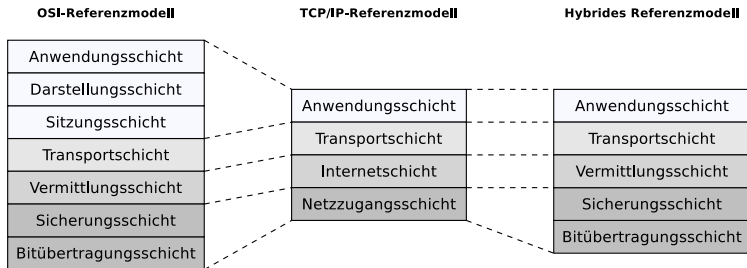 OSI-Referenzmodell
Anwendungsschicht
Darstellungsschicht
Sitzungsschicht
Transportschicht
Vermittlungsschicht
Sicherungsschicht
Bitübertragungsschicht
TCP/IP-Referenzmodell
Anwendungsschicht
Transportschicht
Internetschicht
Netzzugangsschicht
Hybrides Referenzmodell
Anwendungsschicht
Transportschicht
Vermittlungsschicht
Sicherungsschicht
Bitübertragungsschicht